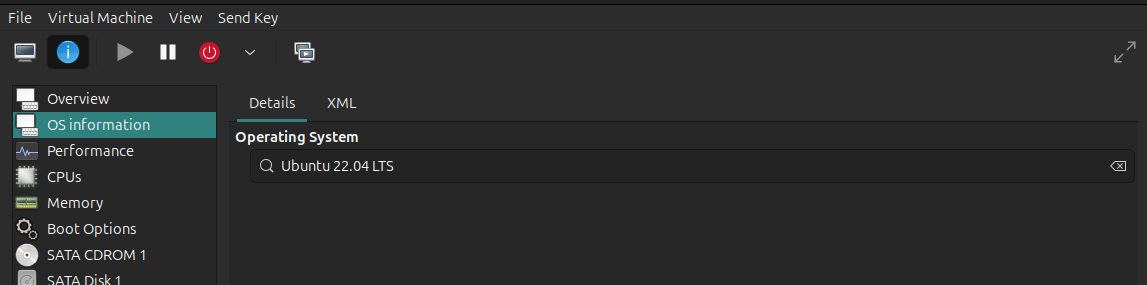 File Virtual Machine View Send Key
Overview
OS information
Performance
CPUs
Memory
Boot Options
SATA CDROM 1
SATA Disk 1
Details XML
Operating System
Ubuntu 22.04 LTS